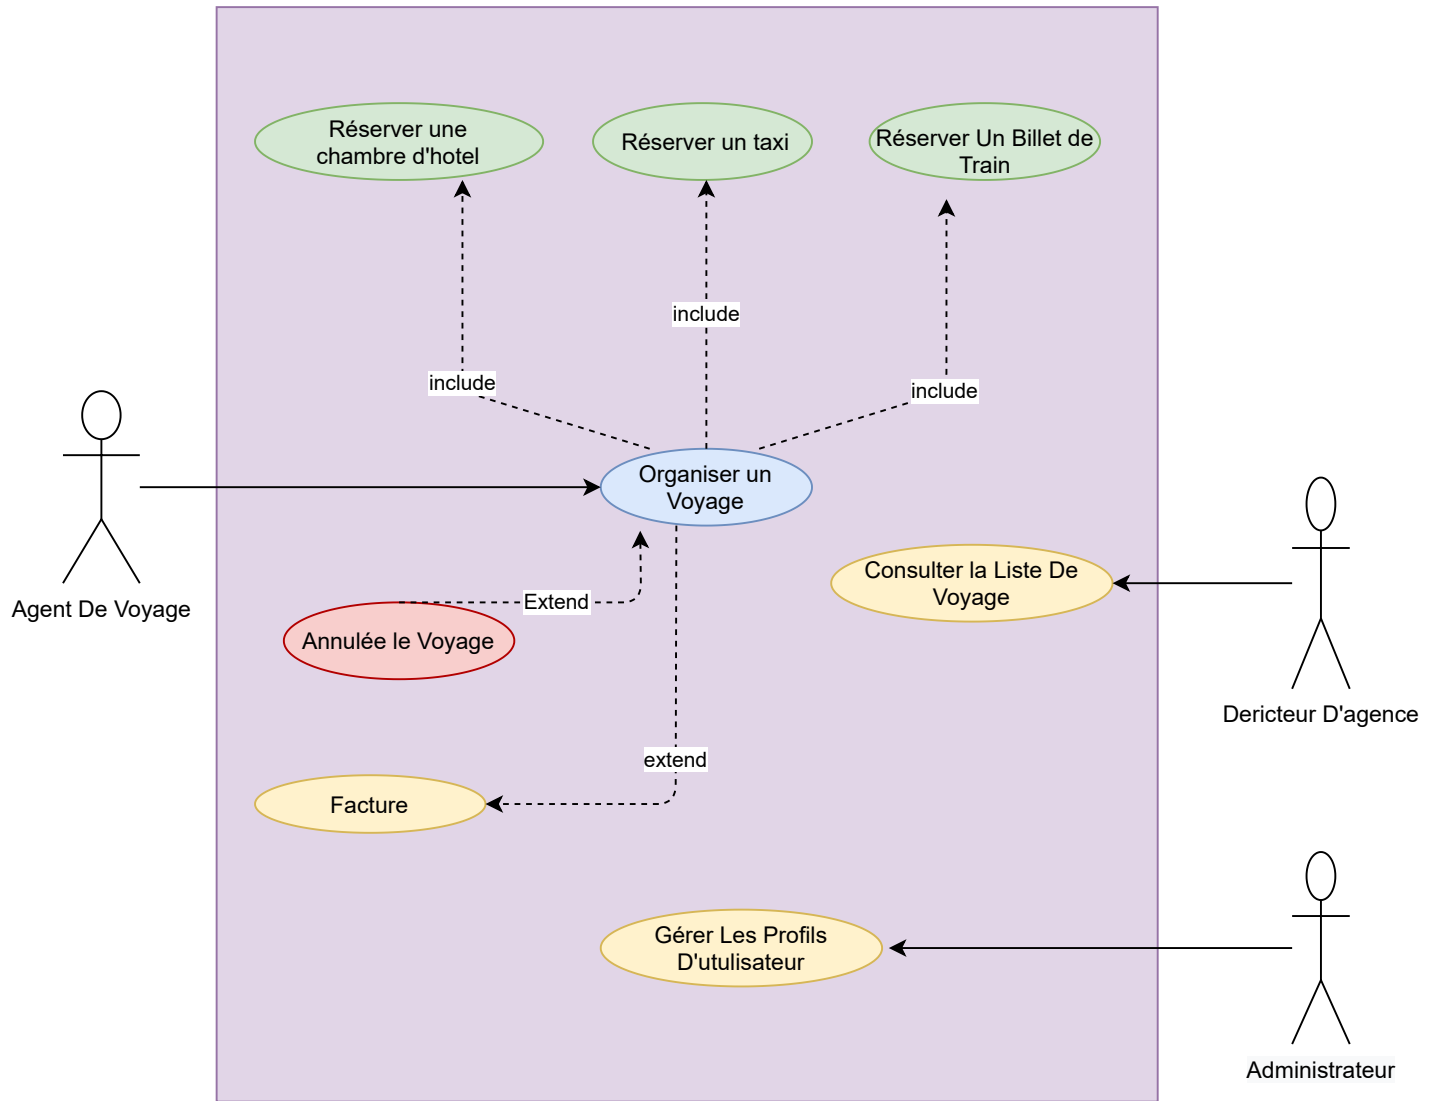 Réserver une
chambre d'hotel
Réserver un taxi
Réserver Un Billet de
Train
include
include
include
Organiser un
Voyage
Consulter la Liste De
Voyage
Agent De Voyage
Extend
Annulée le Voyage
Dericteur D'agence
extend
Facture
Gérer Les Profils
D'utulisateur
Administrateur